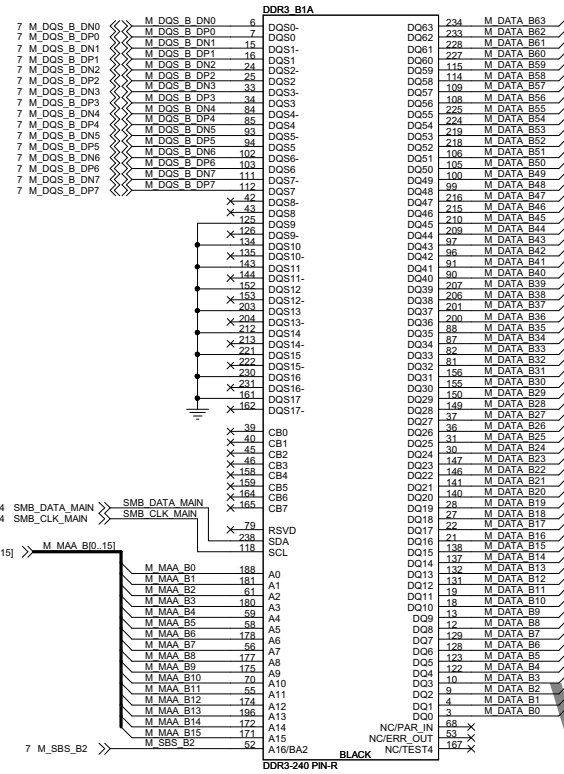 DDR3_B1A
7 M_DQS_B_DN0 M_DQS_B_DN0 6 DQS0-
7 M_DQS_B_DP0 M_DQS_B_DP0 7 DQS0
7 M_DQS_B_DN1 M_DQS_B_DN1 15 DQS1-
7 M_DQS_B_DP1 M_DQS_B_DP1 16 DQS1
7 M_DQS_B_DN2 M_DQS_B_DN2 24 DQS2-
7 M_DQS_B_DP2 M_DQS_B_DP2 25 DQS2
7 M_DQS_B_DN3 M_DQS_B_DN3 33 DQS3-
7 M_DQS_B_DP3 M_DQS_B_DP3 34 DQS3
7 M_DQS_B_DN4 M_DQS_B_DN4 84 DQS4-
7 M_DQS_B_DP4 M_DQS_B_DP4 85 DQS4
7 M_DQS_B_DN5 M_DQS_B_DN5 93 DQS5-
7 M_DQS_B_DP5 M_DQS_B_DP5 94 DQS5
7 M_DQS_B_DN6 M_DQS_B_DN6 102 DQS6-
7 M_DQS_B_DP6 M_DQS_B_DP6 103 DQS6
7 M_DQS_B_DN7 M_DQS_B_DN7 111 DQS7-
7 M_DQS_B_DP7 M_DQS_B_DP7 112 DQS7
42 DQS8-
43 DQS8
125 DQS9
126 DQS9-
134 DQS10
135 DQS10-
143 DQS11
144 DQS11-
152 DQS12
153 DQS12-
203 DQS13
204 DQS13-
212 DQS14
213 DQS14-
221 DQS15
222 DQS15-
230 DQS16
231 DQS16-
161 DQS17
162 DQS17-
39 CB0
40 CB1
45 CB2
46 CB3
158 CB4
159 CB5
164 CB6
165 CB7
79 RSVD
4 SMB_DATA_MAIN SMB_DATA_MAIN 238 SDA
4 SMB_CLK_MAIN SMB_CLK_MAIN 118 SCL
15] M_MAA_B[0..15]
M_MAA_B0 188 A0
M_MAA_B1 181 A1
M_MAA_B2 61 A2
M_MAA_B3 180 A3
M_MAA_B4 59 A4
M_MAA_B5 58 A5
M_MAA_B6 178 A6
M_MAA_B7 56 A7
M_MAA_B8 177 A8
M_MAA_B9 175 A9
M_MAA_B10 70 A10
M_MAA_B11 55 A11
M_MAA_B12 174 A12
M_MAA_B13 196 A13
M_MAA_B14 172 A14
M_MAA_B15 171 A15
7 M_SBS_B2 M_SBS_B2 52 A16/BA2
DQ63 234 M_DATA_B63
DQ62 233 M_DATA_B62
DQ61 228 M_DATA_B61
DQ60 227 M_DATA_B60
DQ59 115 M_DATA_B59
DQ58 114 M_DATA_B58
DQ57 109 M_DATA_B57
DQ56 108 M_DATA_B56
DQ55 225 M_DATA_B55
DQ54 224 M_DATA_B54
DQ53 219 M_DATA_B53
DQ52 218 M_DATA_B52
DQ51 106 M_DATA_B51
DQ50 105 M_DATA_B50
DQ49 100 M_DATA_B49
DQ48 99 M_DATA_B48
DQ47 216 M_DATA_B47
DQ46 215 M_DATA_B46
DQ45 210 M_DATA_B45
DQ44 209 M_DATA_B44
DQ43 97 M_DATA_B43
DQ42 96 M_DATA_B42
DQ41 91 M_DATA_B41
DQ40 90 M_DATA_B40
DQ39 207 M_DATA_B39
DQ38 206 M_DATA_B38
DQ37 201 M_DATA_B37
DQ36 200 M_DATA_B36
DQ35 88 M_DATA_B35
DQ34 87 M_DATA_B34
DQ33 82 M_DATA_B33
DQ32 81 M_DATA_B32
DQ31 156 M_DATA_B31
DQ30 155 M_DATA_B30
DQ29 150 M_DATA_B29
DQ28 149 M_DATA_B28
DQ27 37 M_DATA_B27
DQ26 36 M_DATA_B26
DQ25 31 M_DATA_B25
DQ24 30 M_DATA_B24
DQ23 147 M_DATA_B23
DQ22 146 M_DATA_B22
DQ21 141 M_DATA_B21
DQ20 140 M_DATA_B20
DQ19 28 M_DATA_B19
DQ18 27 M_DATA_B18
DQ17 22 M_DATA_B17
DQ16 21 M_DATA_B16
DQ15 138 M_DATA_B15
DQ14 137 M_DATA_B14
DQ13 132 M_DATA_B13
DQ12 131 M_DATA_B12
DQ11 19 M_DATA_B11
DQ10 18 M_DATA_B10
DQ9 13 M_DATA_B9
DQ8 12 M_DATA_B8
DQ7 129 M_DATA_B7
DQ6 128 M_DATA_B6
DQ5 123 M_DATA_B5
DQ4 122 M_DATA_B4
DQ3 10 M_DATA_B3
DQ2 9 M_DATA_B2
DQ1 4 M_DATA_B1
DQ0 3 M_DATA_B0
NC/PAR_IN 68
NC/ERR_OUT 53
NC/TEST4 167
BLACK
DDR3-240 PIN-R